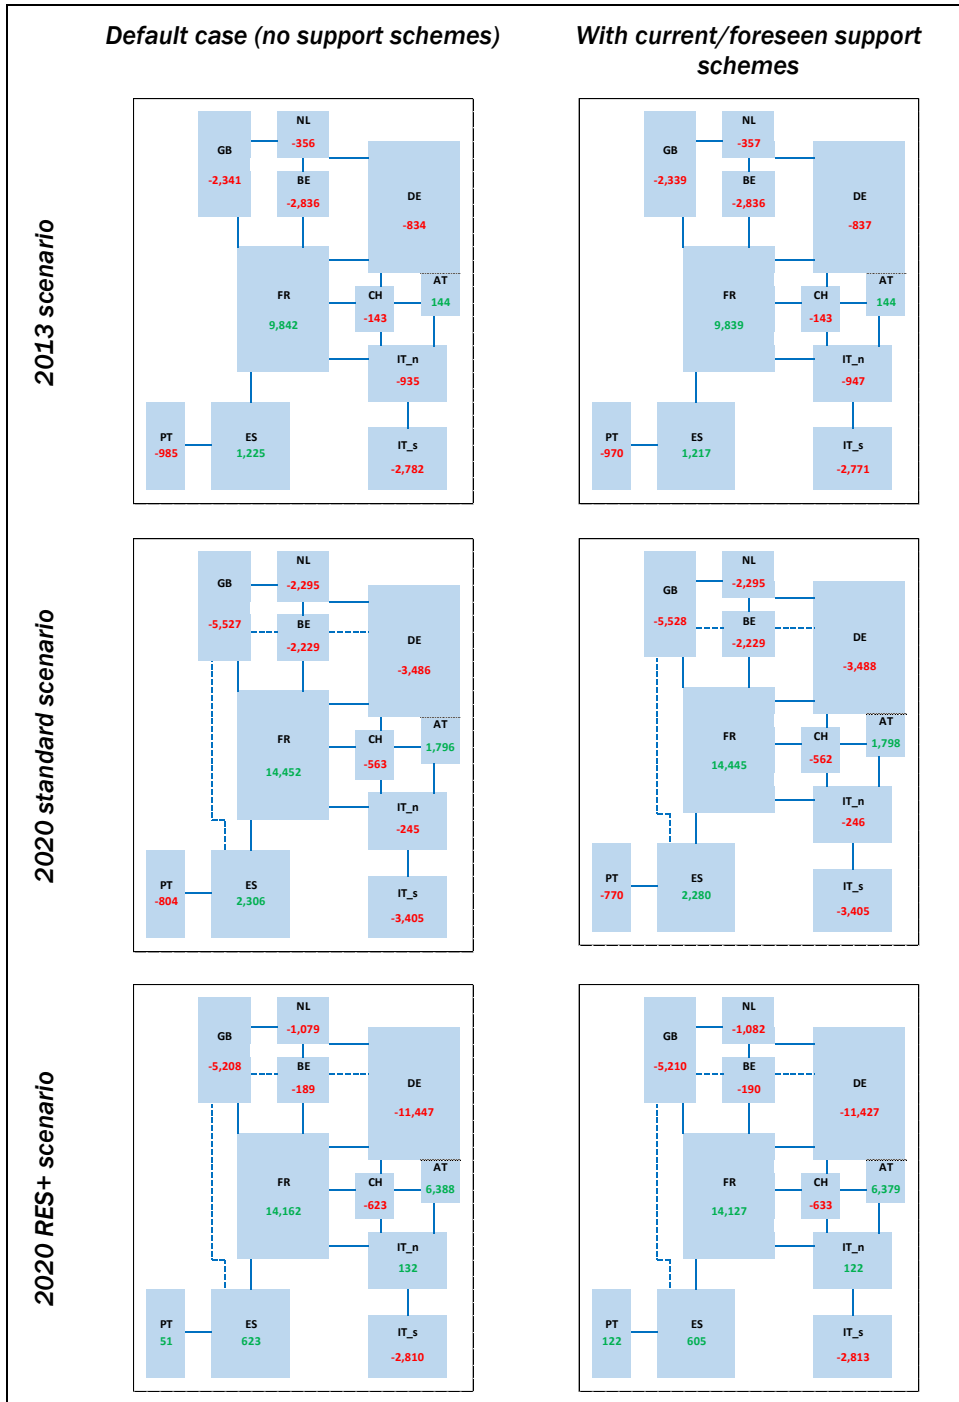 Default case (no support schemes)
With current/foreseen support
schemes
2013 scenario
NL
-356
GB
-2,341
BE
-2,836
DE
-834
AT
144
FR
9,842
CH
-143
IT_n
-935
PT
-985
ES
1,225
IT_s
-2,782
NL
-357
GB
-2,339
BE
-2,836
DE
-837
AT
144
FR
9,839
CH
-143
IT_n
-947
PT
-970
ES
1,217
IT_s
-2,771
2020 standard scenario
NL
-2,295
GB
-5,527
BE
-2,229
DE
-3,486
AT
1,796
FR
14,452
CH
-563
IT_n
-245
PT
-804
ES
2,306
IT_s
-3,405
NL
-2,295
GB
-5,528
BE
-2,229
DE
-3,488
AT
1,798
FR
14,445
CH
-562
IT_n
-246
PT
-770
ES
2,280
IT_s
-3,405
2020 RES+ scenario
NL
-1,079
GB
-5,208
BE
-189
DE
-11,447
AT
6,388
FR
14,162
CH
-623
IT_n
132
PT
51
ES
623
IT_s
-2,810
NL
-1,082
GB
-5,210
BE
-190
DE
-11,427
AT
6,379
FR
14,127
CH
-633
IT_n
122
PT
122
ES
605
IT_s
-2,813